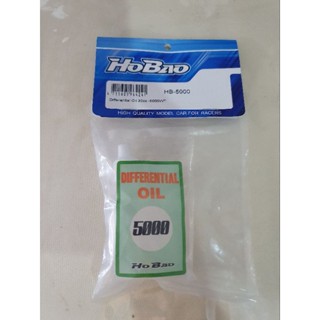 HOBAO
HB-5000
HIGH QUALITY MODEL CAR FOR RACING
DIFFERENTIAL
OIL
5000
HOBAO